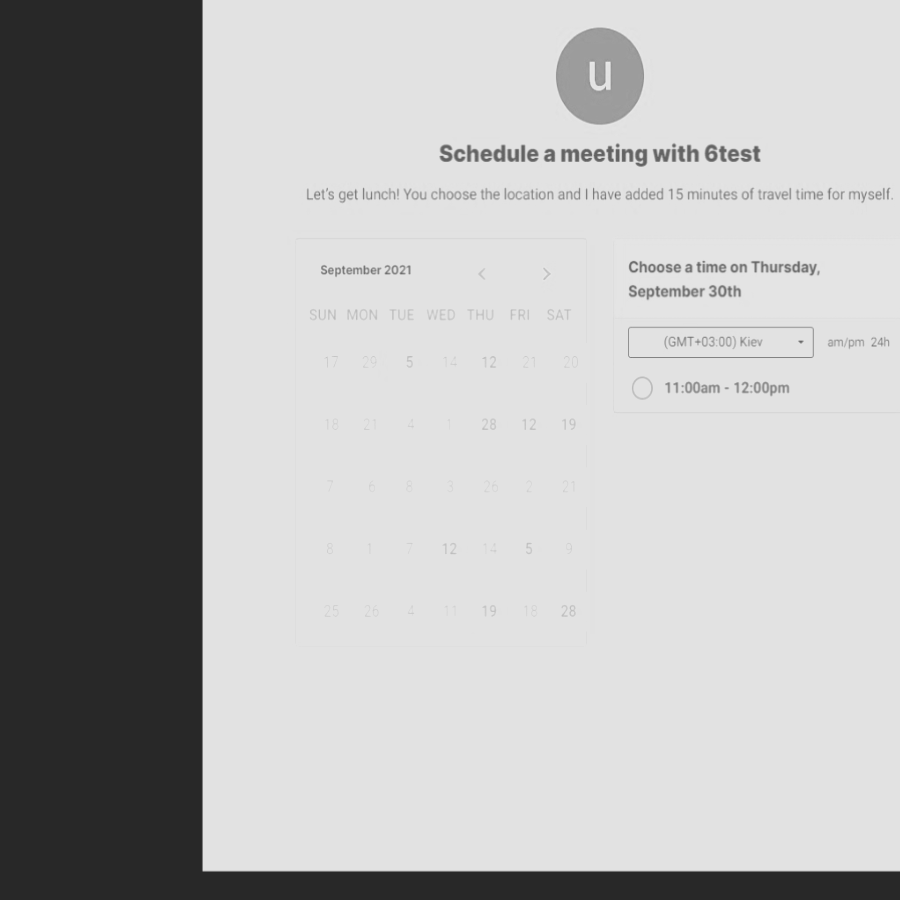 u
Schedule a meeting with 6test
Let's get lunch! You choose the location and I have added 15 minutes of travel time for myself.
September 2021
SUN MON TUE WED THU FRI SAT
17 29 5 14 12 21 20
18 21 4 1 28 12 19
7 6 8 3 26 2 21
8 1 7 12 14 5 9
25 26 4 11 19 18 28
Choose a time on Thursday,
September 30th
(GMT+03:00) Kiev
am/pm 24h
11:00am - 12:00pm